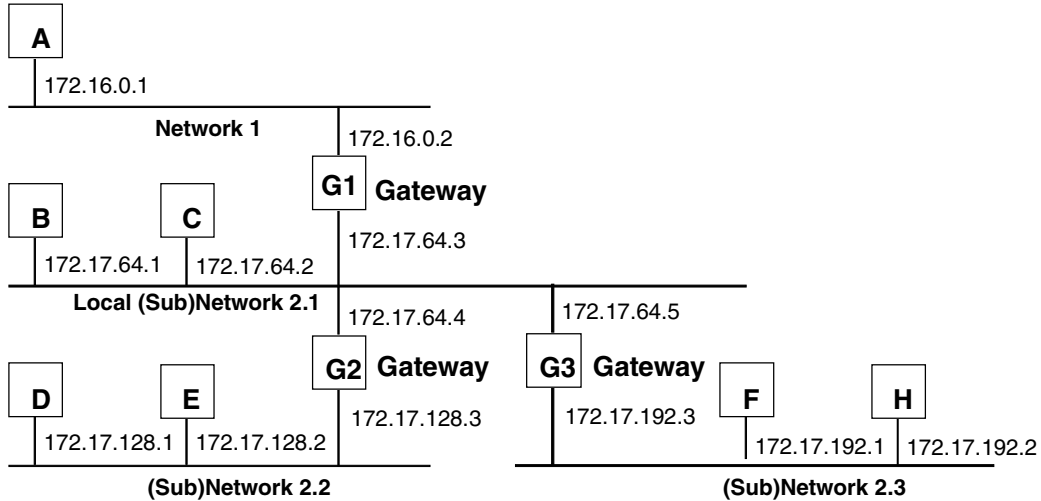 A
172.16.0.1
Network 1
172.16.0.2
G1 Gateway
B
C
172.17.64.3
172.17.64.1
172.17.64.2
Local (Sub)Network 2.1
172.17.64.4
172.17.64.5
G2 Gateway
G3 Gateway
D
E
F
H
172.17.128.3
172.17.192.3
172.17.128.1
172.17.128.2
172.17.192.1
172.17.192.2
(Sub)Network 2.2
(Sub)Network 2.3